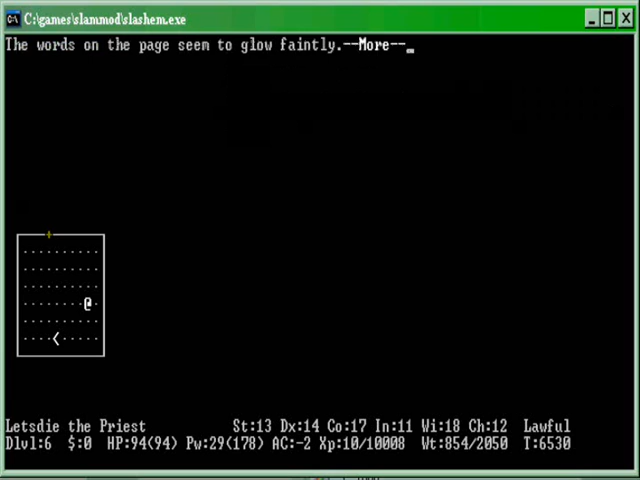 C:\games\slammod\slashem.exe
The words on the page seem to glow faintly.--More--
Letsdie the Priest St:13 Dx:14 Co:17 In:11 Wi:18 Ch:12 Lawful
Dlvl:6 $:0 HP:94(94) Pw:29(178) AC:-2 Xp:10/10008 Wt:854/2050 T:6530